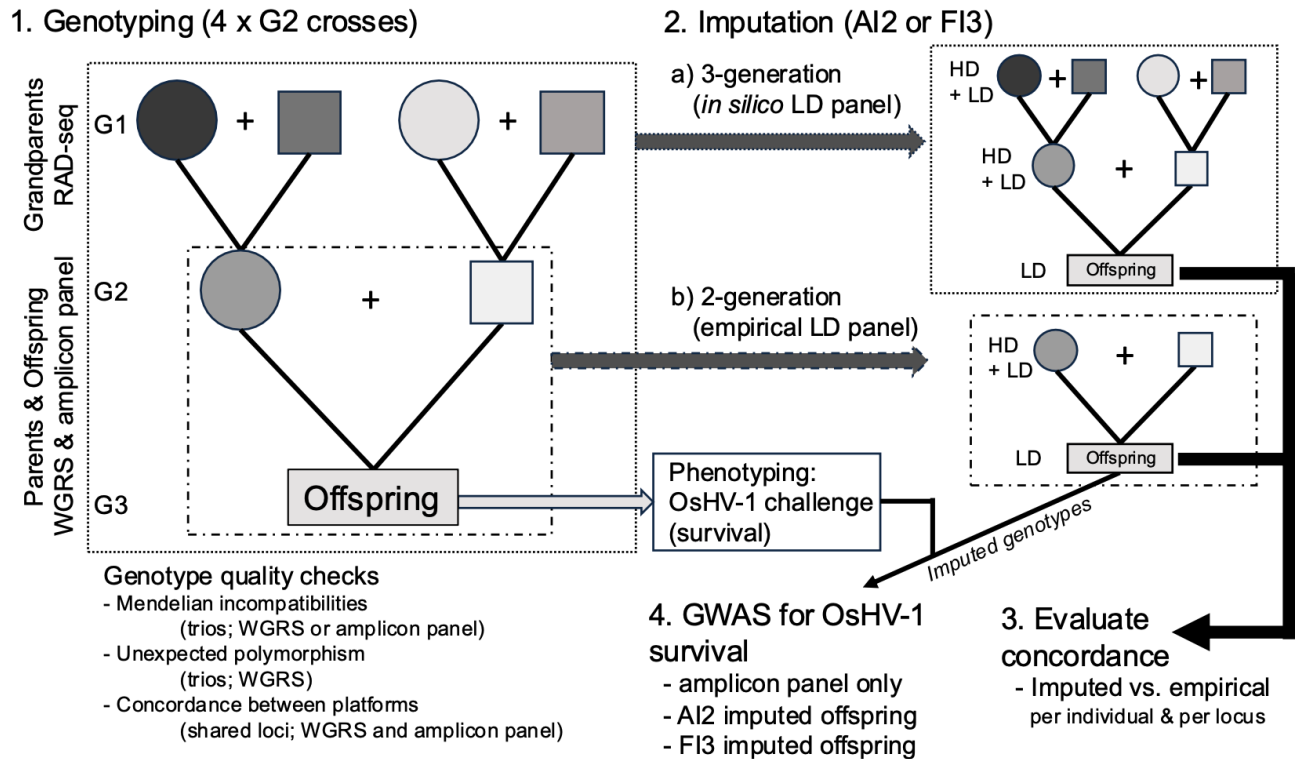 1. Genotyping (4 x G2 crosses)
Grandparents
RAD-seq
Parents & Offspring
WGRS & amplicon panel
G1
+
+
G2
+
G3
Offspring
Genotype quality checks
- Mendelian incompatibilities
(trios; WGRS or amplicon panel)
- Unexpected polymorphism
(trios; WGRS)
- Concordance between platforms
(shared loci; WGRS and amplicon panel)
2. Imputation (AI2 or FI3)
a) 3-generation
(in silico LD panel)
HD
+ LD
+
+
HD
+ LD
+
LD
Offspring
b) 2-generation
(empirical LD panel)
HD
+ LD
+
LD
Offspring
Phenotyping:
OsHV-1 challenge
(survival)
Imputed genotypes
4. GWAS for OsHV-1
survival
- amplicon panel only
- AI2 imputed offspring
- FI3 imputed offspring
3. Evaluate
concordance
- Imputed vs. empirical
per individual & per locus